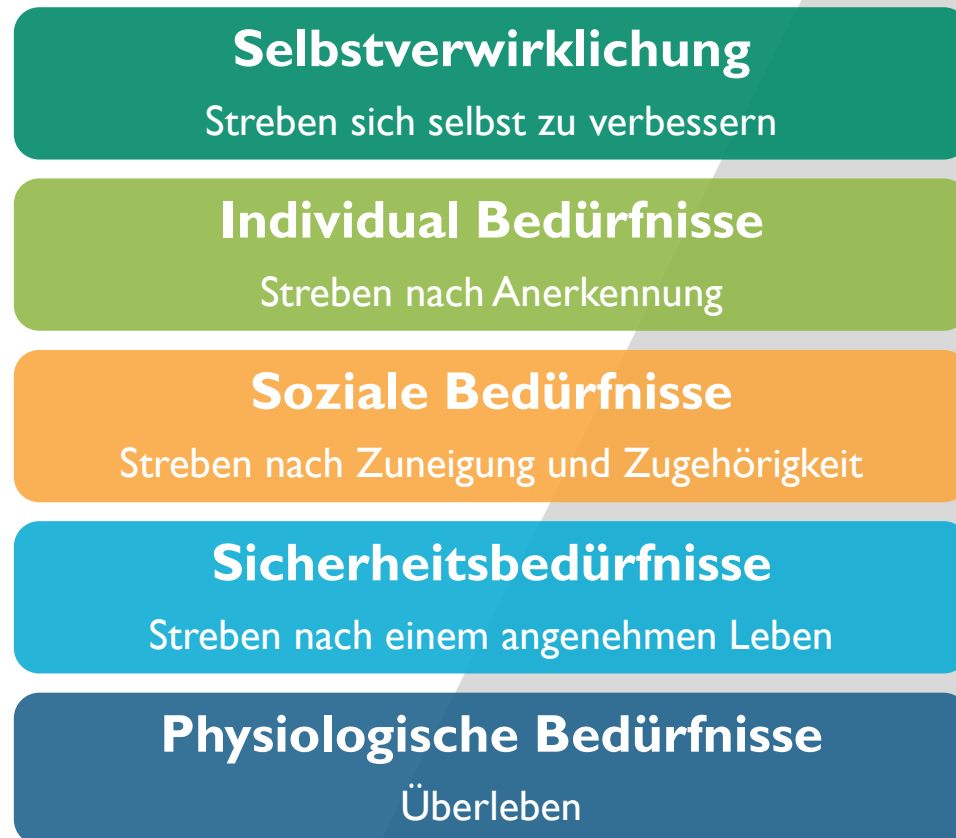 Selbstverwirklichung
Streben sich selbst zu verbessern
Individual Bedürfnisse
Streben nach Anerkennung
Soziale Bedürfnisse
Streben nach Zuneigung und Zugehörigkeit
Sicherheitsbedürfnisse
Streben nach einem angenehmen Leben
Physiologische Bedürfnisse
Überleben